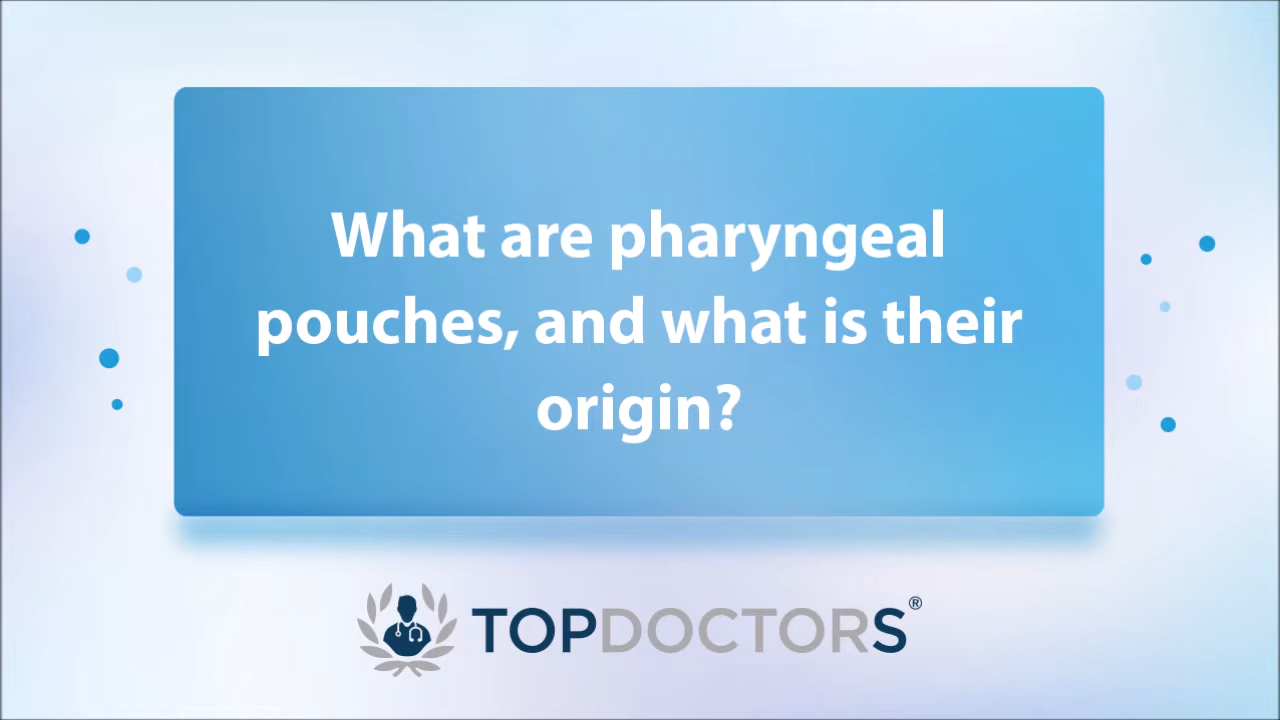 What are pharyngeal
pouches, and what is their
origin?
TOPDOCTORS®